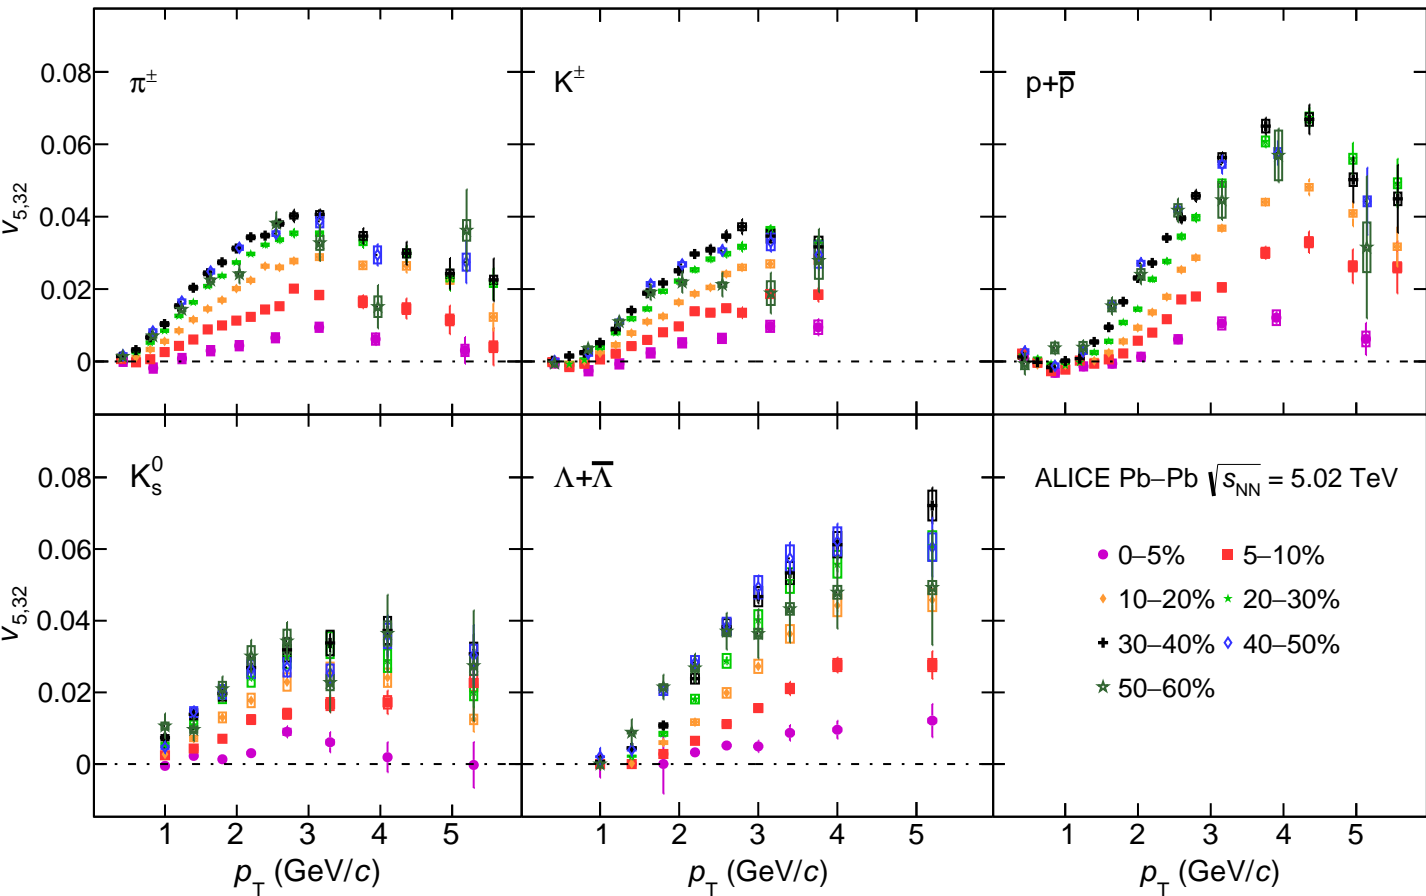 π± K± p+p̅
0.08
0.06
0.04
0.02
0
v5,32
K0s Λ+Λ̅
ALICE Pb–Pb √sNN = 5.02 TeV
0.08
0.06
0.04
0.02
0
v5,32
0–5% 5–10%
10–20% 20–30%
30–40% 40–50%
50–60%
1 2 3 4 5 1 2 3 4 5 1 2 3 4 5
pT (GeV/c) pT (GeV/c) pT (GeV/c)